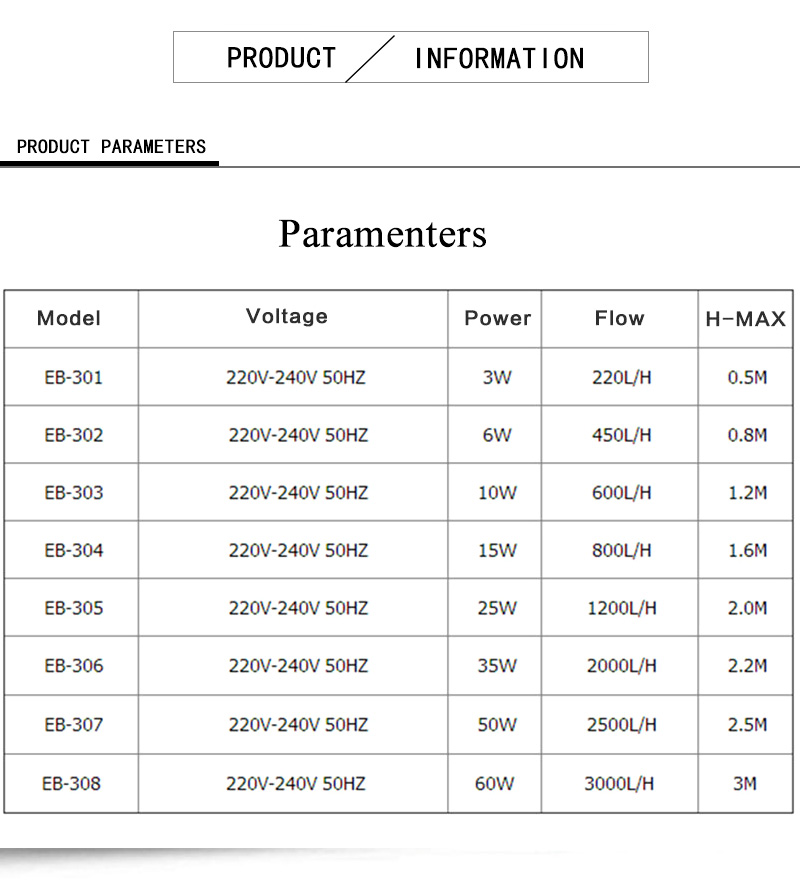 PRODUCT INFORMATION
PRODUCT PARAMETERS
Paramenters
Model Voltage Power Flow H-MAX
EB-301 220V-240V 50HZ 3W 220L/H 0.5M
EB-302 220V-240V 50HZ 6W 450L/H 0.8M
EB-303 220V-240V 50HZ 10W 600L/H 1.2M
EB-304 220V-240V 50HZ 15W 800L/H 1.6M
EB-305 220V-240V 50HZ 25W 1200L/H 2.0M
EB-306 220V-240V 50HZ 35W 2000L/H 2.2M
EB-307 220V-240V 50HZ 50W 2500L/H 2.5M
EB-308 220V-240V 50HZ 60W 3000L/H 3M